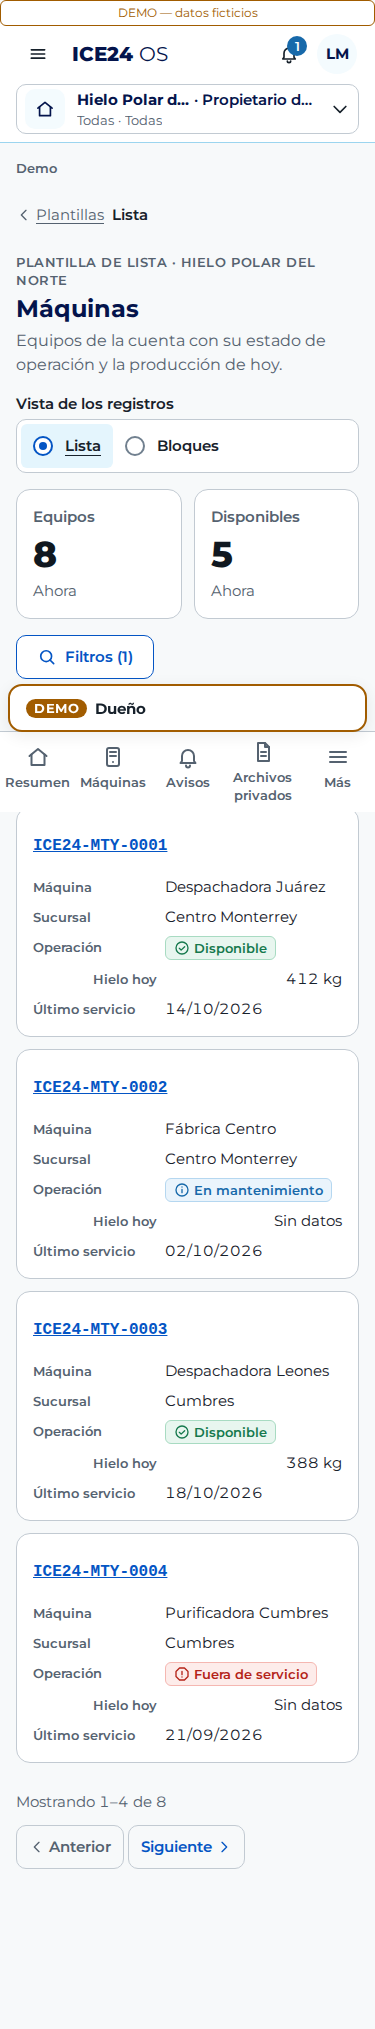 DEMO — datos ficticios
ICE24 OS
1
LM
Hielo Polar d... · Propietario d...
Todas · Todas
Demo
Plantillas Lista
PLANTILLA DE LISTA · HIELO POLAR DEL
NORTE
Máquinas
Equipos de la cuenta con su estado de
operación y la producción de hoy.
Vista de los registros
Lista Bloques
Equipos
8
Ahora
Disponibles
5
Ahora
Filtros (1)
DEMO Dueño
Resumen
Máquinas
Avisos
Archivos
privados
Más
ICE24-MTY-0001
Máquina Despachadora Juárez
Sucursal Centro Monterrey
Operación Disponible
Hielo hoy 412 kg
Último servicio 14/10/2026
ICE24-MTY-0002
Máquina Fábrica Centro
Sucursal Centro Monterrey
Operación En mantenimiento
Hielo hoy Sin datos
Último servicio 02/10/2026
ICE24-MTY-0003
Máquina Despachadora Leones
Sucursal Cumbres
Operación Disponible
Hielo hoy 388 kg
Último servicio 18/10/2026
ICE24-MTY-0004
Máquina Purificadora Cumbres
Sucursal Cumbres
Operación Fuera de servicio
Hielo hoy Sin datos
Último servicio 21/09/2026
Mostrando 1–4 de 8
Anterior Siguiente